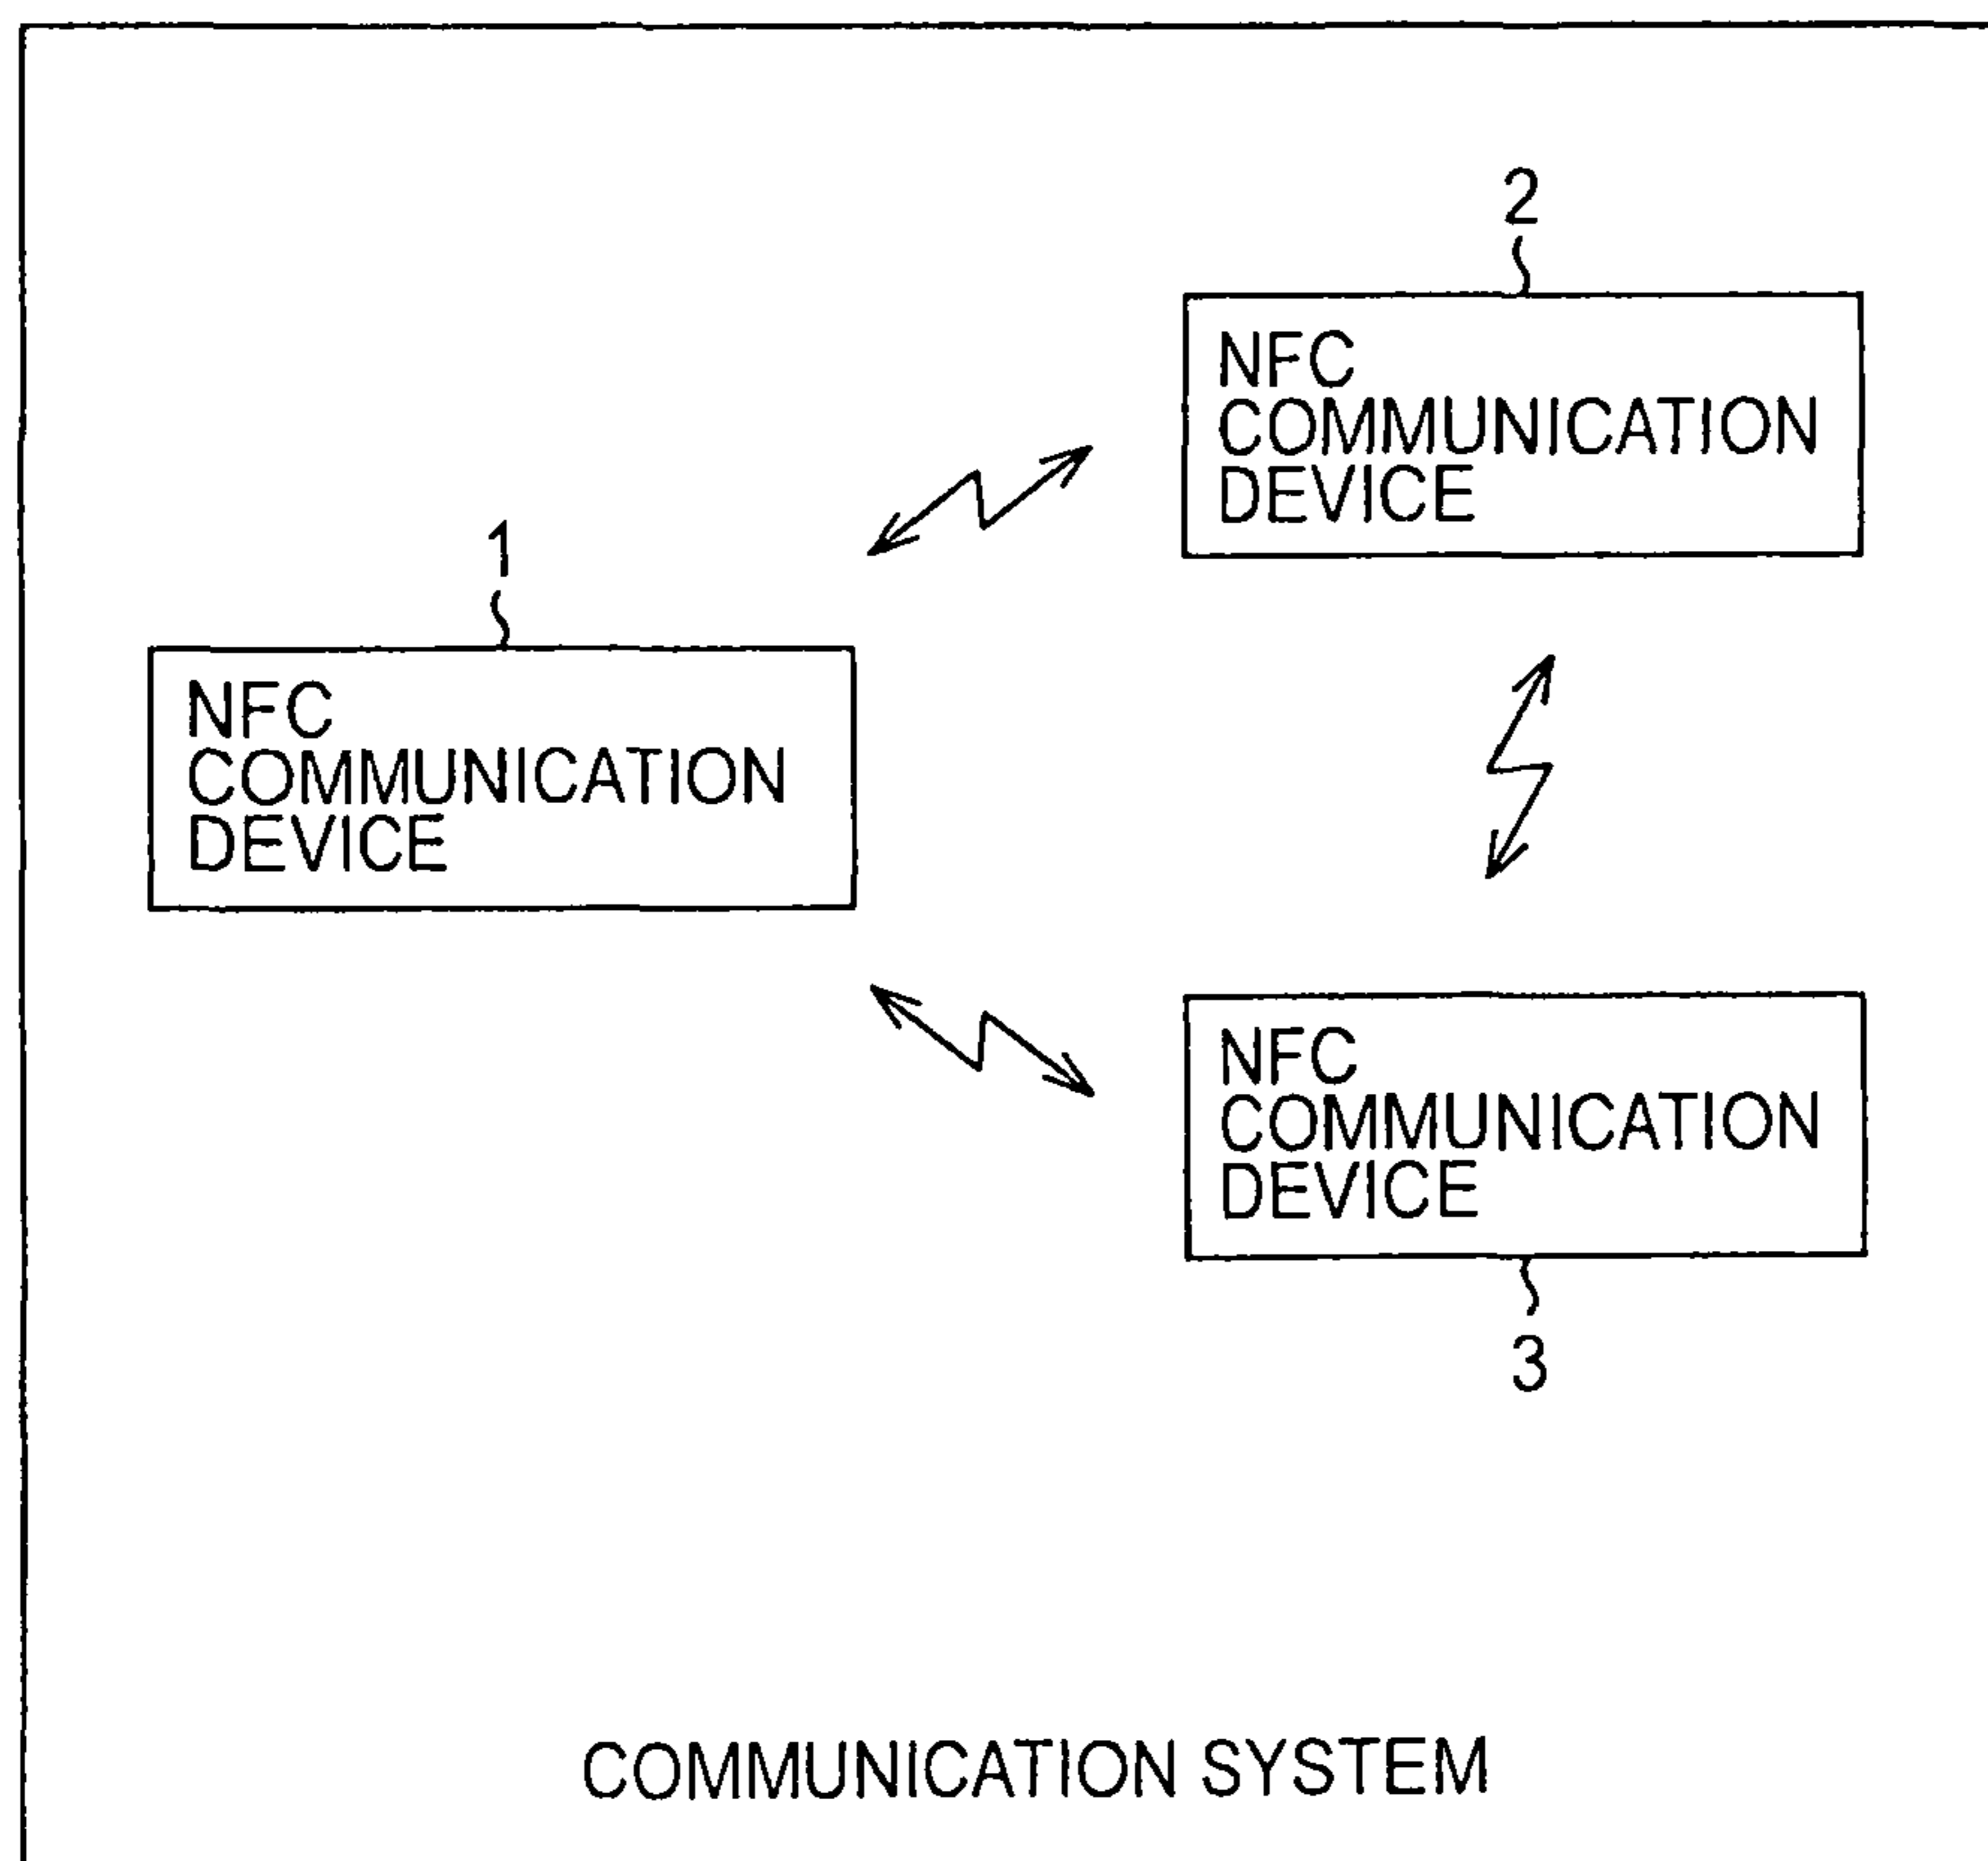 2
NFC
COMMUNICATION
DEVICE
1
NFC
COMMUNICATION
DEVICE
NFC
COMMUNICATION
DEVICE
3
COMMUNICATION SYSTEM